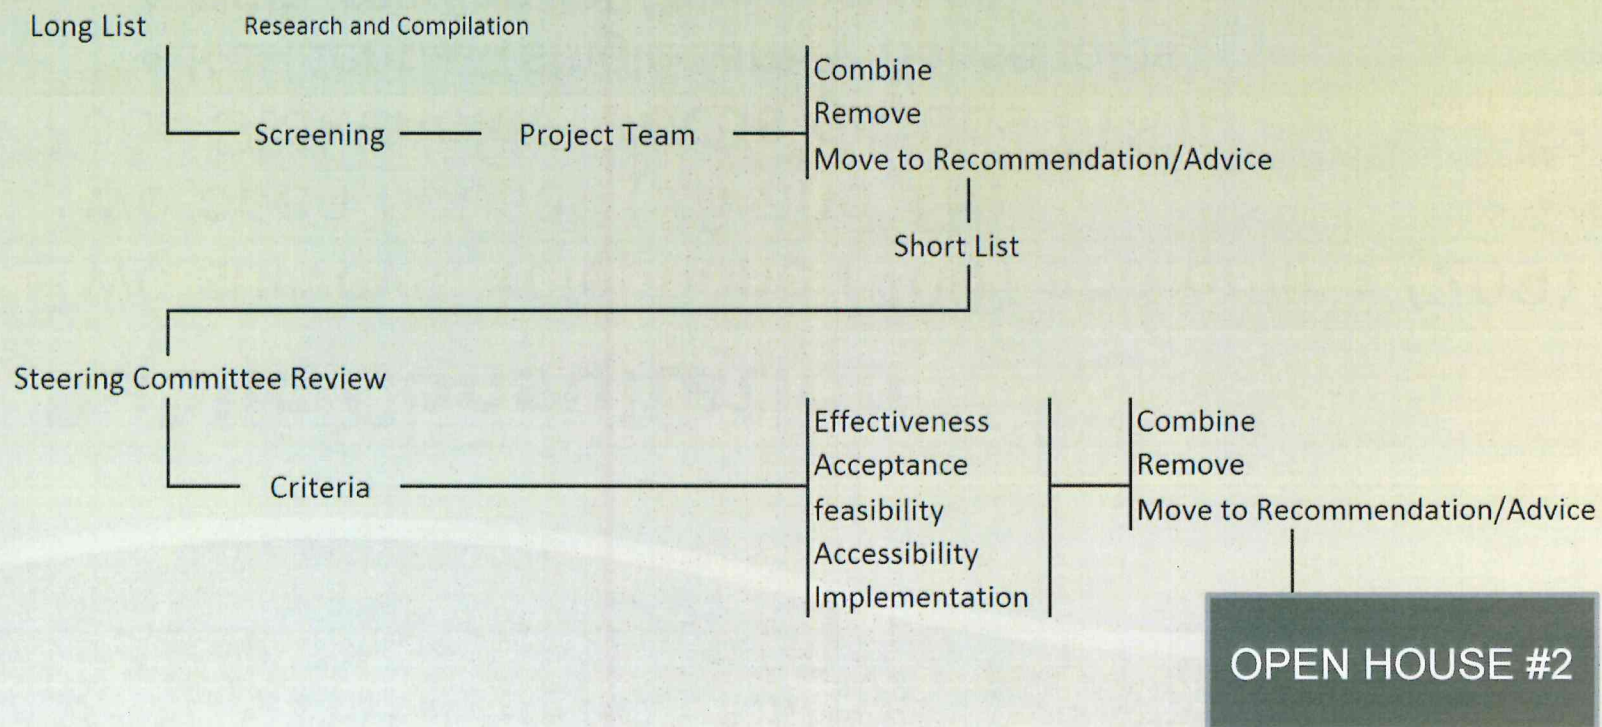 Long List
Research and Compilation
Screening
Project Team
Combine
Remove
Move to Recommendation/Advice
Short List
Steering Committee Review
Criteria
Effectiveness
Acceptance
feasibility
Accessibility
Implementation
Combine
Remove
Move to Recommendation/Advice
OPEN HOUSE #2